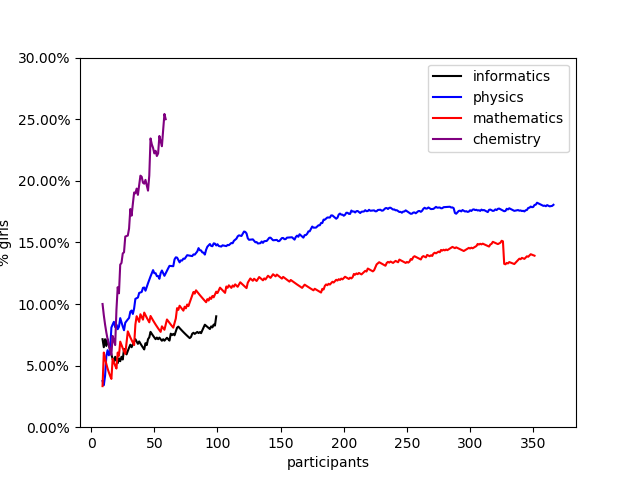 30.00%
25.00%
20.00%
15.00%
10.00%
5.00%
0.00%
% girls
0 50 100 150 200 250 300 350
participants
informatics
physics
mathematics
chemistry